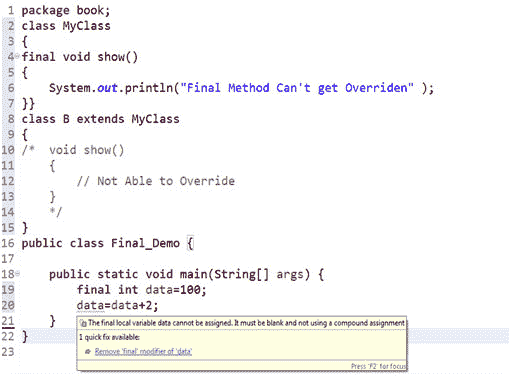 1 package book;
2 class MyClass
3 {
4 final void show()
5 {
6 System.out.println("Final Method Can't get Overriden" );
7 }}
8 class B extends MyClass
9 {
10 /* void show()
11 {
12 // Not Able to Override
13 }
14 */
15 }
16 public class Final_Demo {
17
18 public static void main(String[] args) {
19 final int data=100;
20 data=data+2;
21 }
The final local variable data cannot be assigned. It must be blank and not using a compound assignment
22 }
1 quick fix available:
Remove 'final' modifier of 'data'
23
Press 'F2' for focus